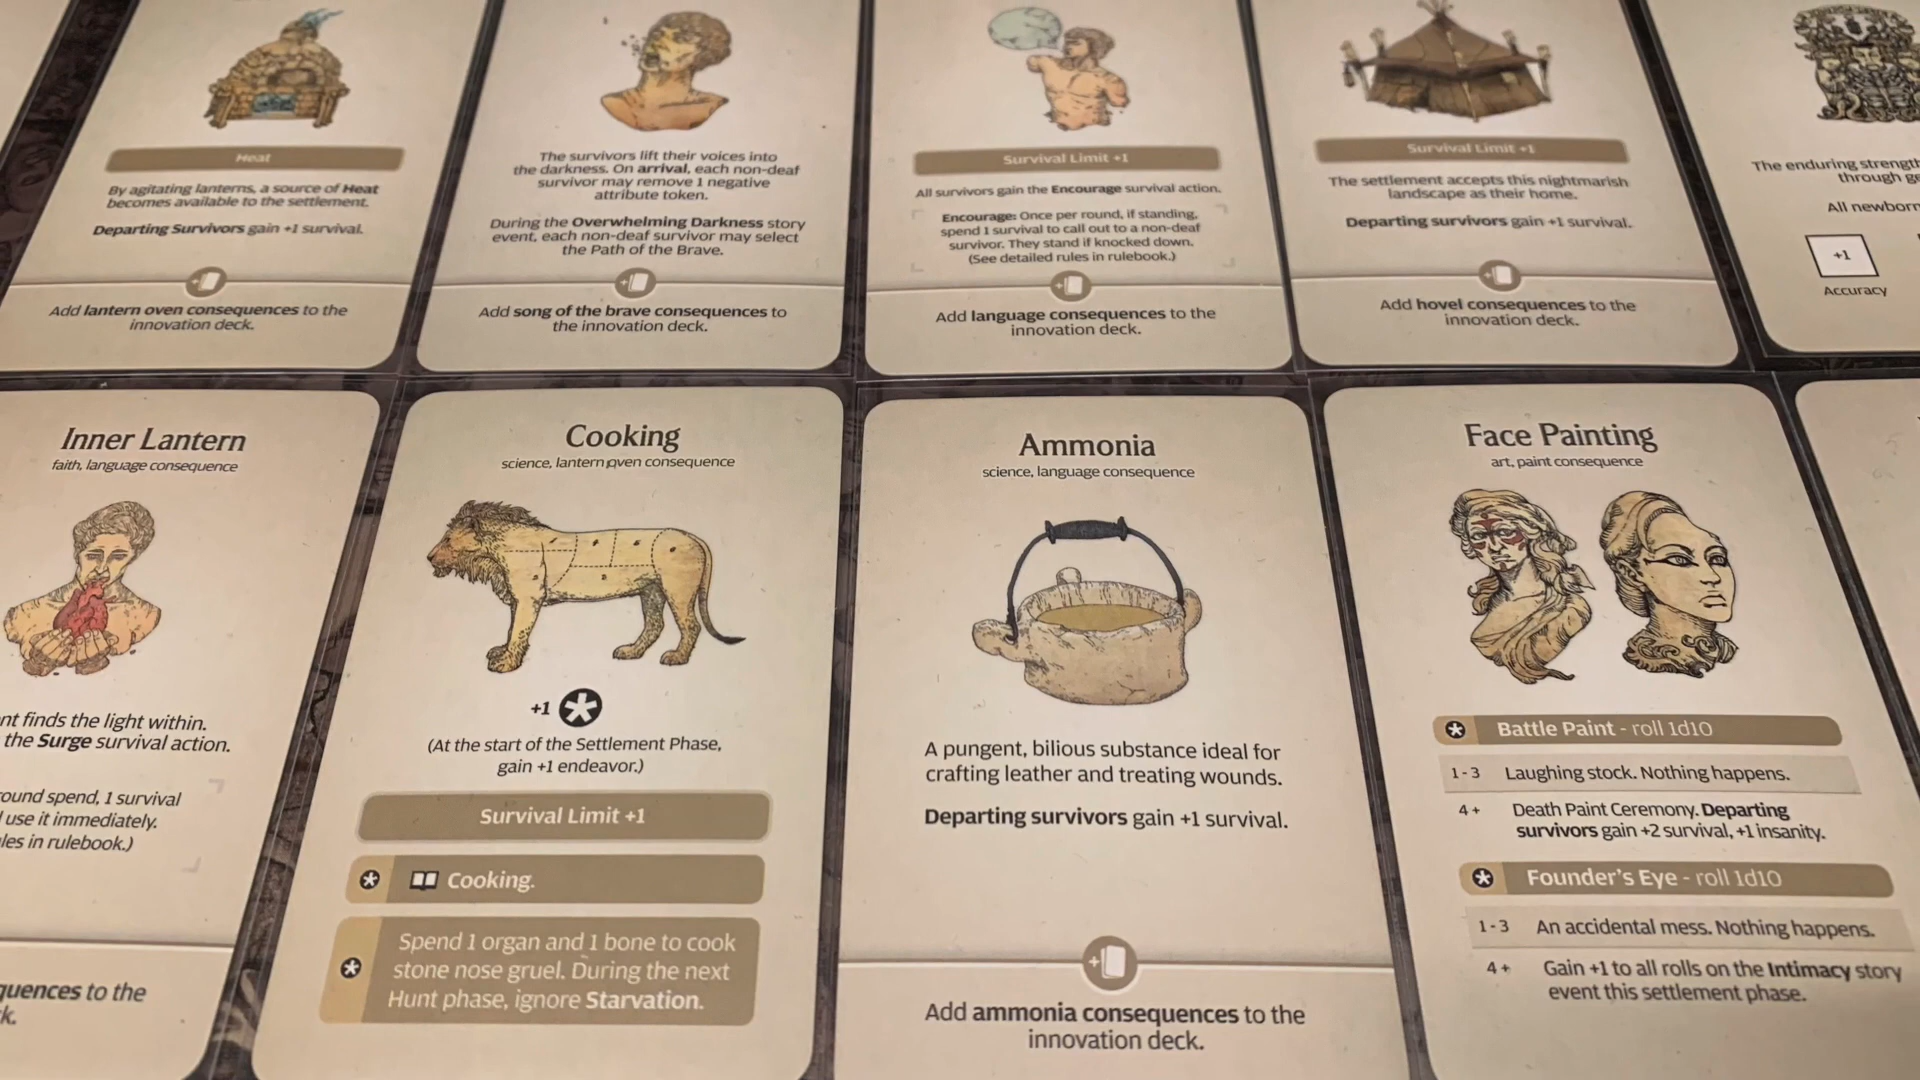 Heat
By agitating lanterns, a source of Heat
becomes available to the settlement.
Departing Survivors gain +1 survival.
Add lantern oven consequences to the
innovation deck.
The survivors lift their voices into
the darkness. On arrival, each non-deaf
survivor may remove 1 negative
attribute token.
During the Overwhelming Darkness story
event, each non-deaf survivor may select
the Path of the Brave.
Add song of the brave consequences to
the innovation deck.
Survival Limit +1
All survivors gain the Encourage survival action.
Encourage: Once per round, if standing,
spend 1 survival to call out to a non-deaf
survivor. They stand if knocked down.
(See detailed rules in rulebook.)
Add language consequences to the
innovation deck.
Survival Limit +1
The settlement accepts this nightmarish
landscape as their home.
Departing survivors gain +1 survival.
Add hovel consequences to the
innovation deck.
The enduring strength
through ge
All newborn
+1
Accuracy
Inner Lantern
faith, language consequence
nt finds the light within.
the Surge survival action.
ound spend, 1 survival
use it immediately.
les in rulebook.)
quences to the
k.
Cooking
science, lantern oven consequence
+1
(At the start of the Settlement Phase,
gain +1 endeavor.)
Survival Limit +1
Cooking.
Spend 1 organ and 1 bone to cook
stone nose gruel. During the next
Hunt phase, ignore Starvation.
Ammonia
science, language consequence
A pungent, bilious substance ideal for
crafting leather and treating wounds.
Departing survivors gain +1 survival.
+
Add ammonia consequences to the
innovation deck.
Face Painting
art, paint consequence
Battle Paint - roll 1d10
1 - 3 Laughing stock. Nothing happens.
4 + Death Paint Ceremony. Departing
survivors gain +2 survival, +1 insanity.
Founder's Eye - roll 1d10
1 - 3 An accidental mess. Nothing happens.
4 + Gain +1 to all rolls on the Intimacy story
event this settlement phase.